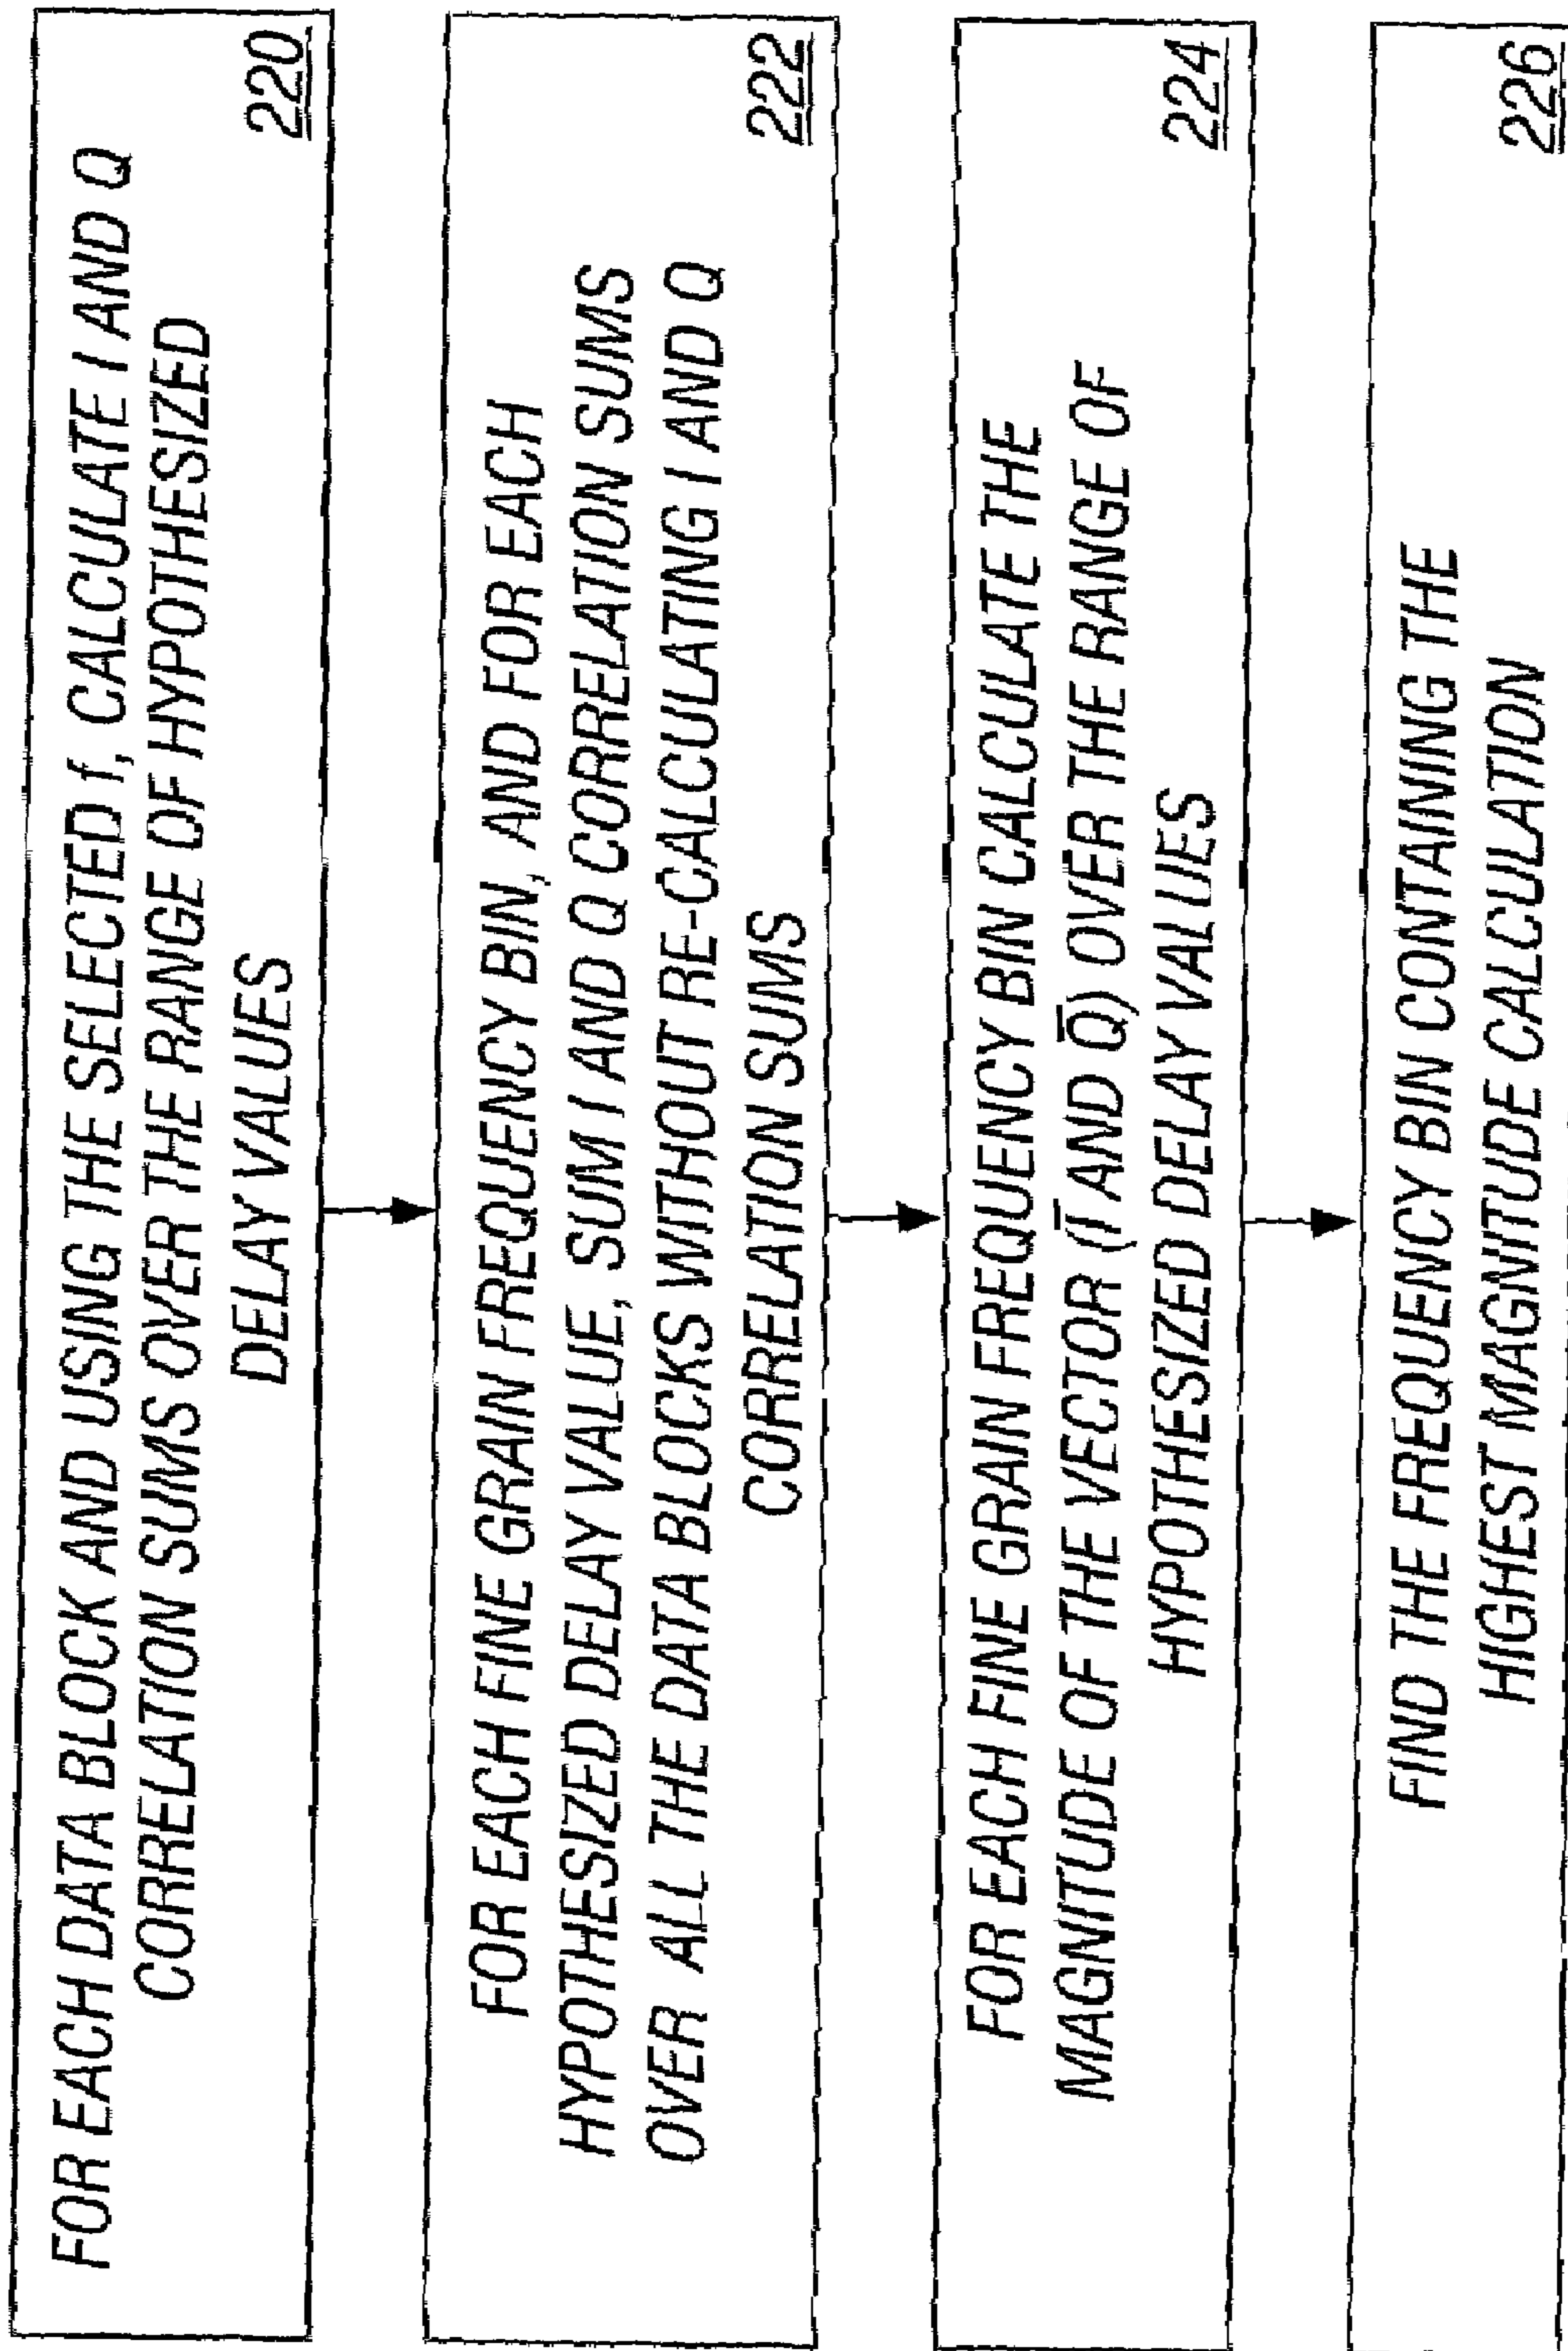 FOR EACH DATA BLOCK AND USING THE SELECTED f, CALCULATE I AND Q
CORRELATION SUMS OVER THE RANGE OF HYPOTHESIZED
DELAY VALUES
220
FOR EACH FINE GRAIN FREQUENCY BIN, AND FOR EACH
HYPOTHESIZED DELAY VALUE, SUM I AND Q CORRELATION SUMS
OVER ALL THE DATA BLOCKS WITHOUT RE-CALCULATING I AND Q
CORRELATION SUMS
222
FOR EACH FINE GRAIN FREQUENCY BIN CALCULATE THE
MAGNITUDE OF THE VECTOR (Ī AND Q̄) OVER THE RANGE OF
HYPOTHESIZED DELAY VALUES
224
FIND THE FREQUENCY BIN CONTAINING THE
HIGHEST MAGNITUDE CALCULATION
226